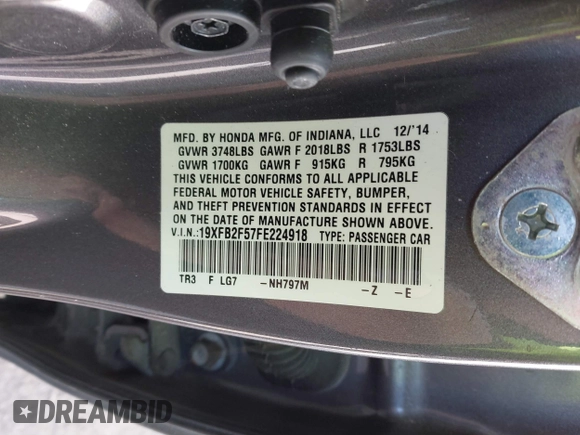 MFD. BY HONDA MFG. OF INDIANA, LLC 12/'14
GVWR 3748LBS GAWR F 2018LBS R 1753LBS
GVWR 1700KG GAWR F 915KG R 795KG
THIS VEHICLE CONFORMS TO ALL APPLICABLE
FEDERAL MOTOR VEHICLE SAFETY, BUMPER,
AND THEFT PREVENTION STANDARDS IN EFFECT
ON THE DATE OF MANUFACTURE SHOWN ABOVE.
V.I.N.:19XFB2F57FE224918 TYPE: PASSENGER CAR
TR3 F LG7 -NH797M -Z -E
DREAMBID